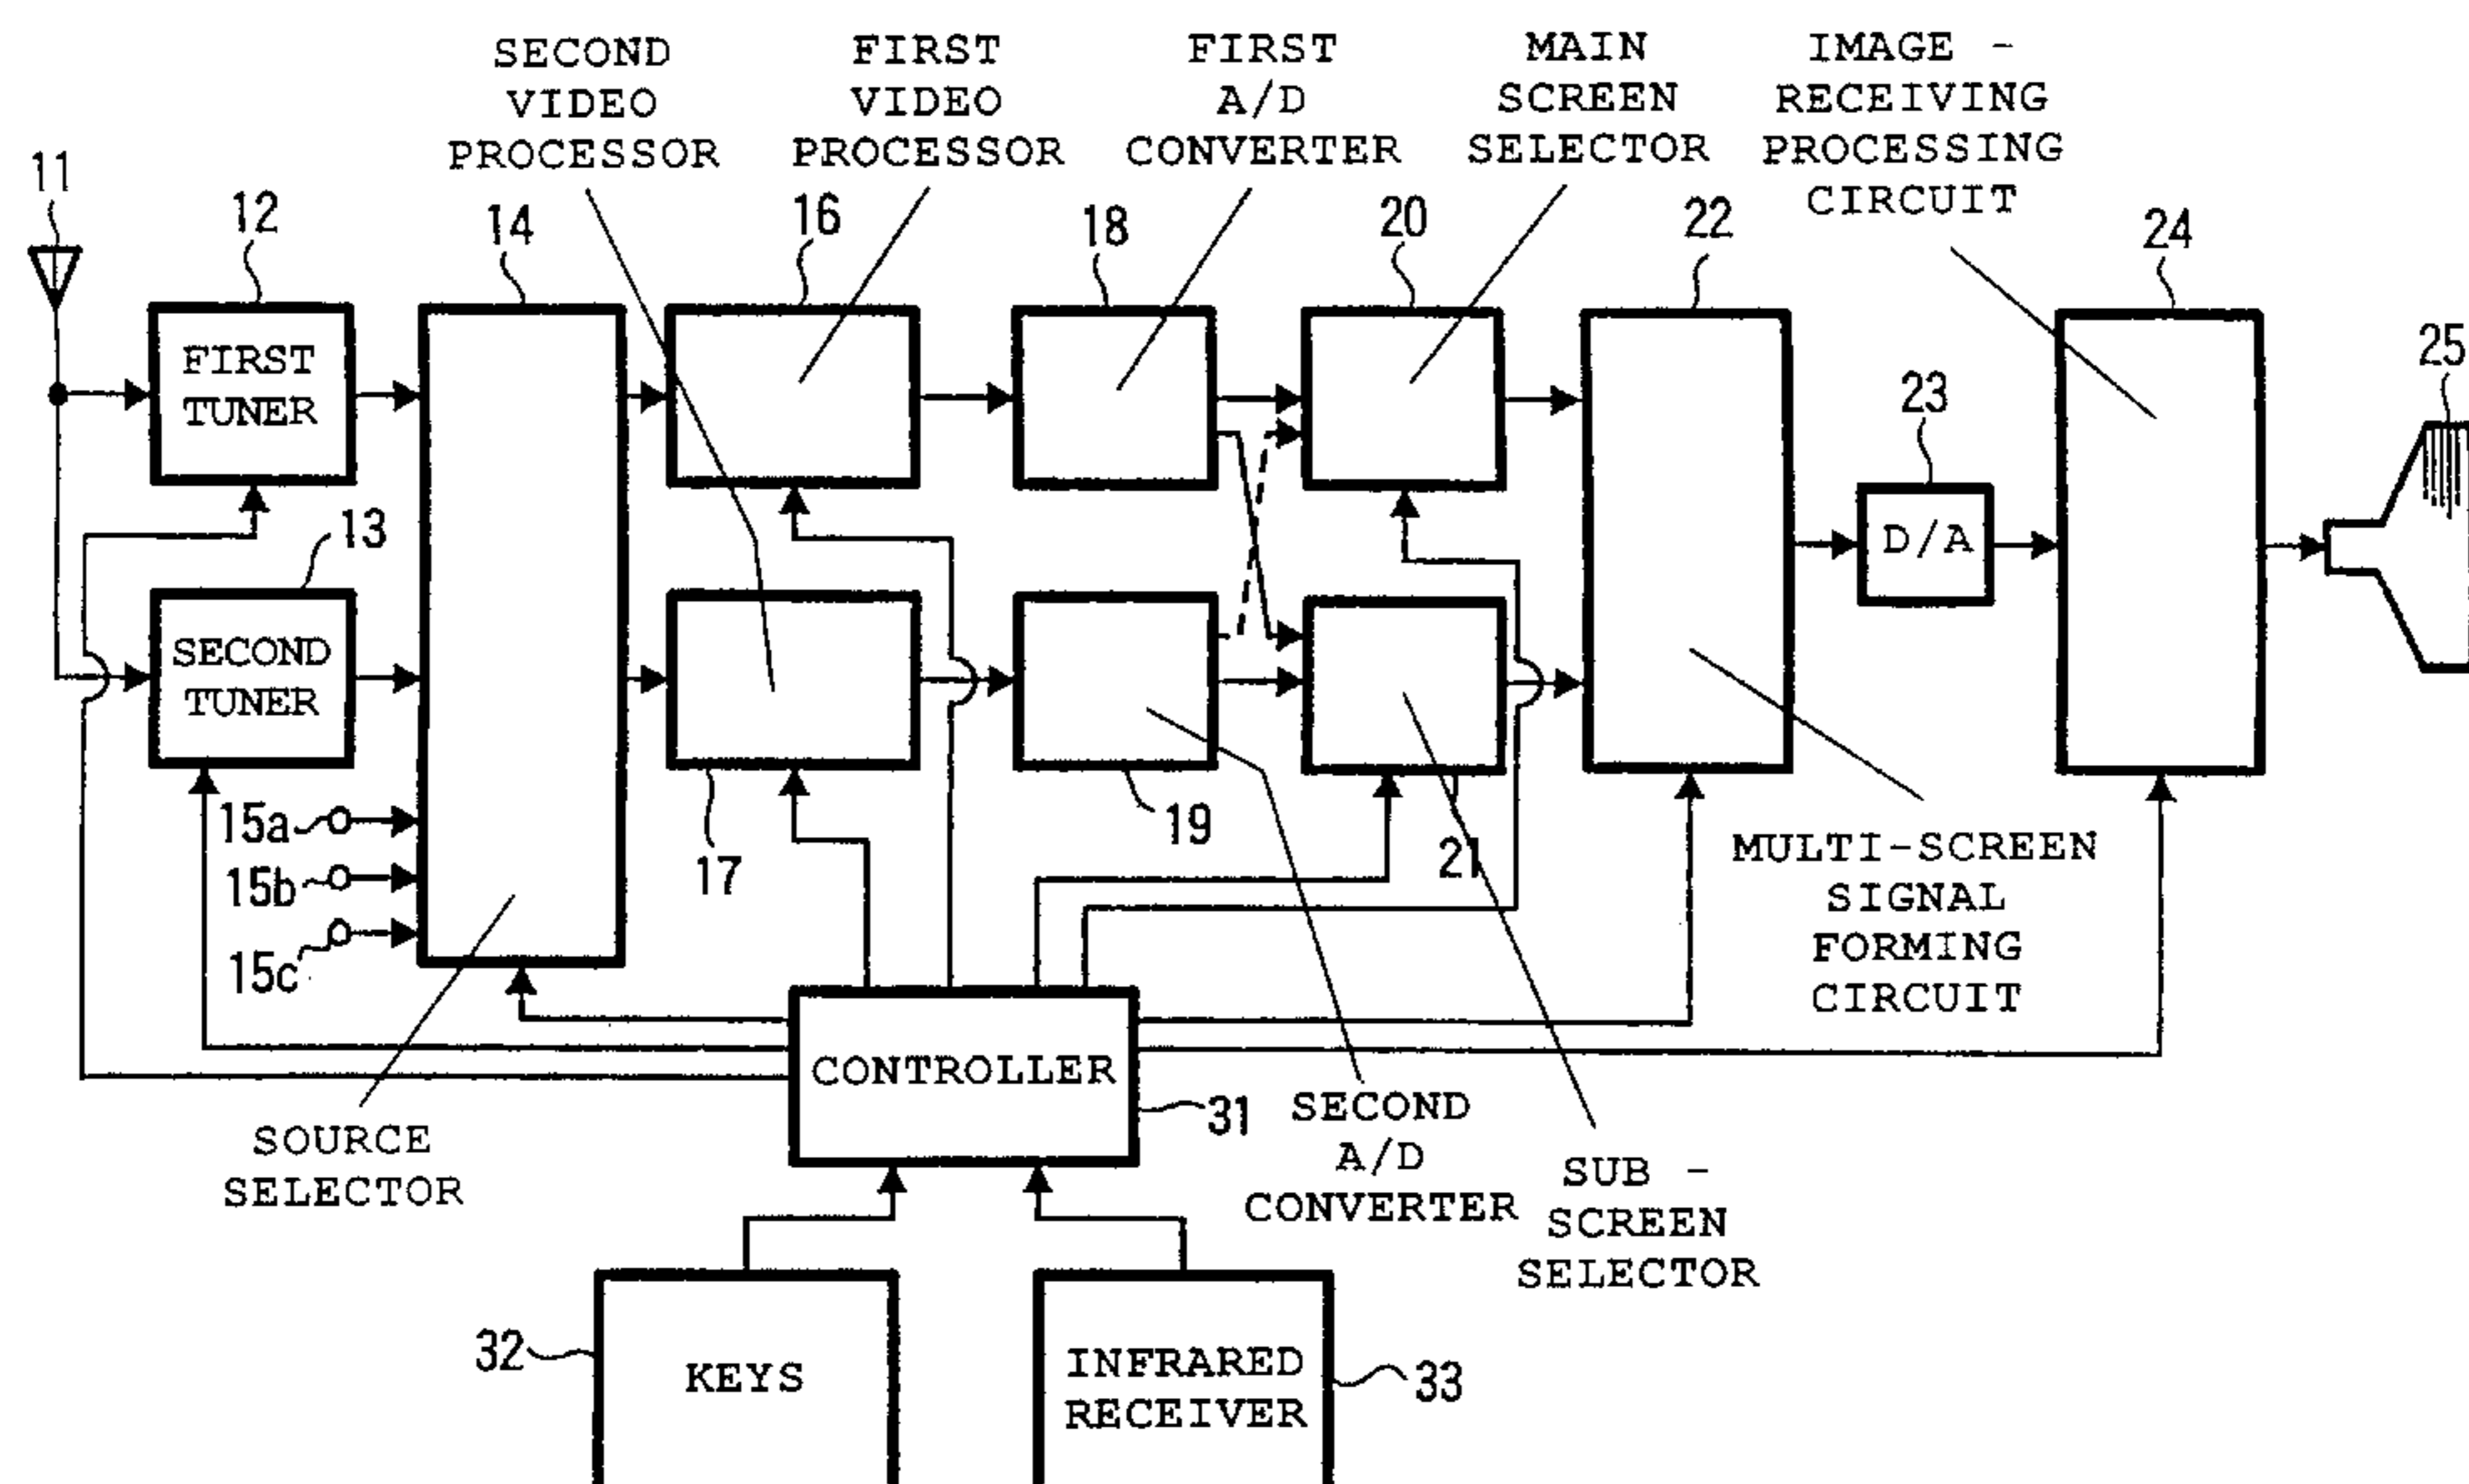 SECOND
VIDEO
PROCESSOR
FIRST
VIDEO
PROCESSOR
FIRST
A/D
CONVERTER
MAIN
SCREEN
SELECTOR
IMAGE -
RECEIVING
PROCESSING
CIRCUIT
11
12
14
16
18
20
22
24
25
FIRST
TUNER
23
D/A
13
SECOND
TUNER
15a
15b
15c
17
19
21
MULTI-SCREEN
SIGNAL
FORMING
CIRCUIT
CONTROLLER
31
SOURCE
SELECTOR
SECOND
A/D
CONVERTER
SUB -
SCREEN
SELECTOR
32
KEYS
INFRARED
RECEIVER
33